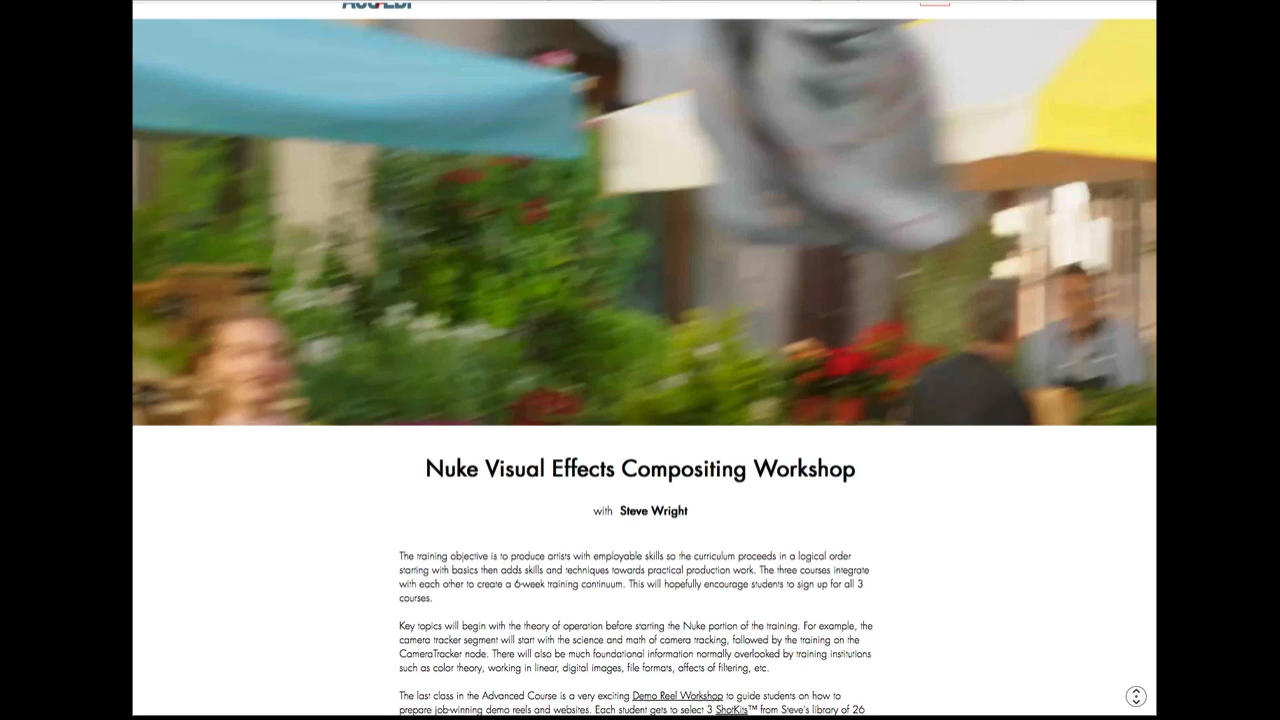 Nuke Visual Effects Compositing Workshop
with Steve Wright
The training objective is to produce artists with employable skills so the curriculum proceeds in a logical order
starting with basics then adds skills and techniques towards practical production work. The three courses integrate
with each other to create a 6-week training continuum. This will hopefully encourage students to sign up for all 3
courses.
Key topics will begin with the theory of operation before starting the Nuke portion of the training. For example, the
camera tracker segment will start with the science and math of camera tracking, followed by the training on the
CameraTracker node. There will also be much foundational information normally overlooked by training institutions
such as color theory, working in linear, digital images, file formats, affects of filtering, etc.
The last class in the Advanced Course is a very exciting Demo Reel Workshop to guide students on how to
prepare job-winning demo reels and websites. Each student gets to select 3 ShotKits™ from Steve's library of 26